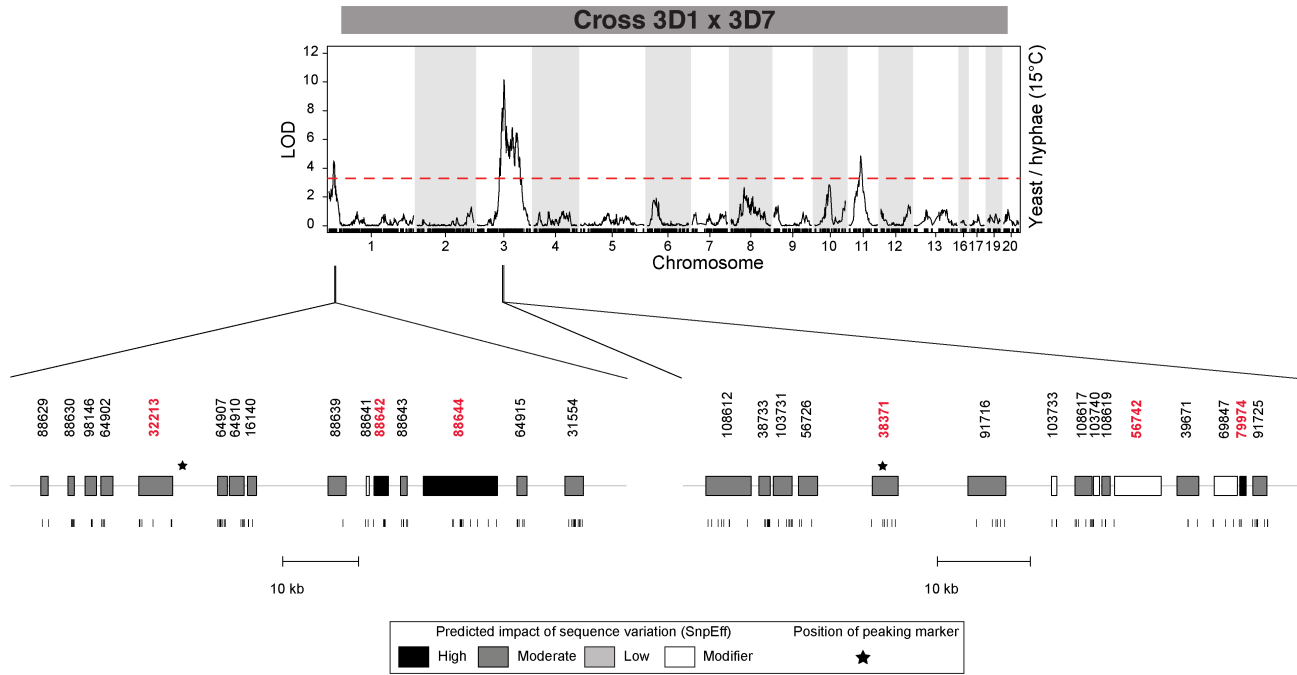 Cross 3D1 x 3D7
12
10
8
6
4
2
0
LOD
Yeast / hyphae (15°C)
1 2 3 4 5 6 7 8 9 10 11 12 13 16 17 19 20
Chromosome
88629 88630 98146 64902 32213 64907 64910 16140 88639 88641 88642 88643 88644 64915 31554
108612 38733 103731 56726 38371 91716 103733 108617 103740 108619 56742 39671 69847 79974 91725
10 kb
10 kb
Predicted impact of sequence variation (SnpEff) Position of peaking marker
High Moderate Low Modifier